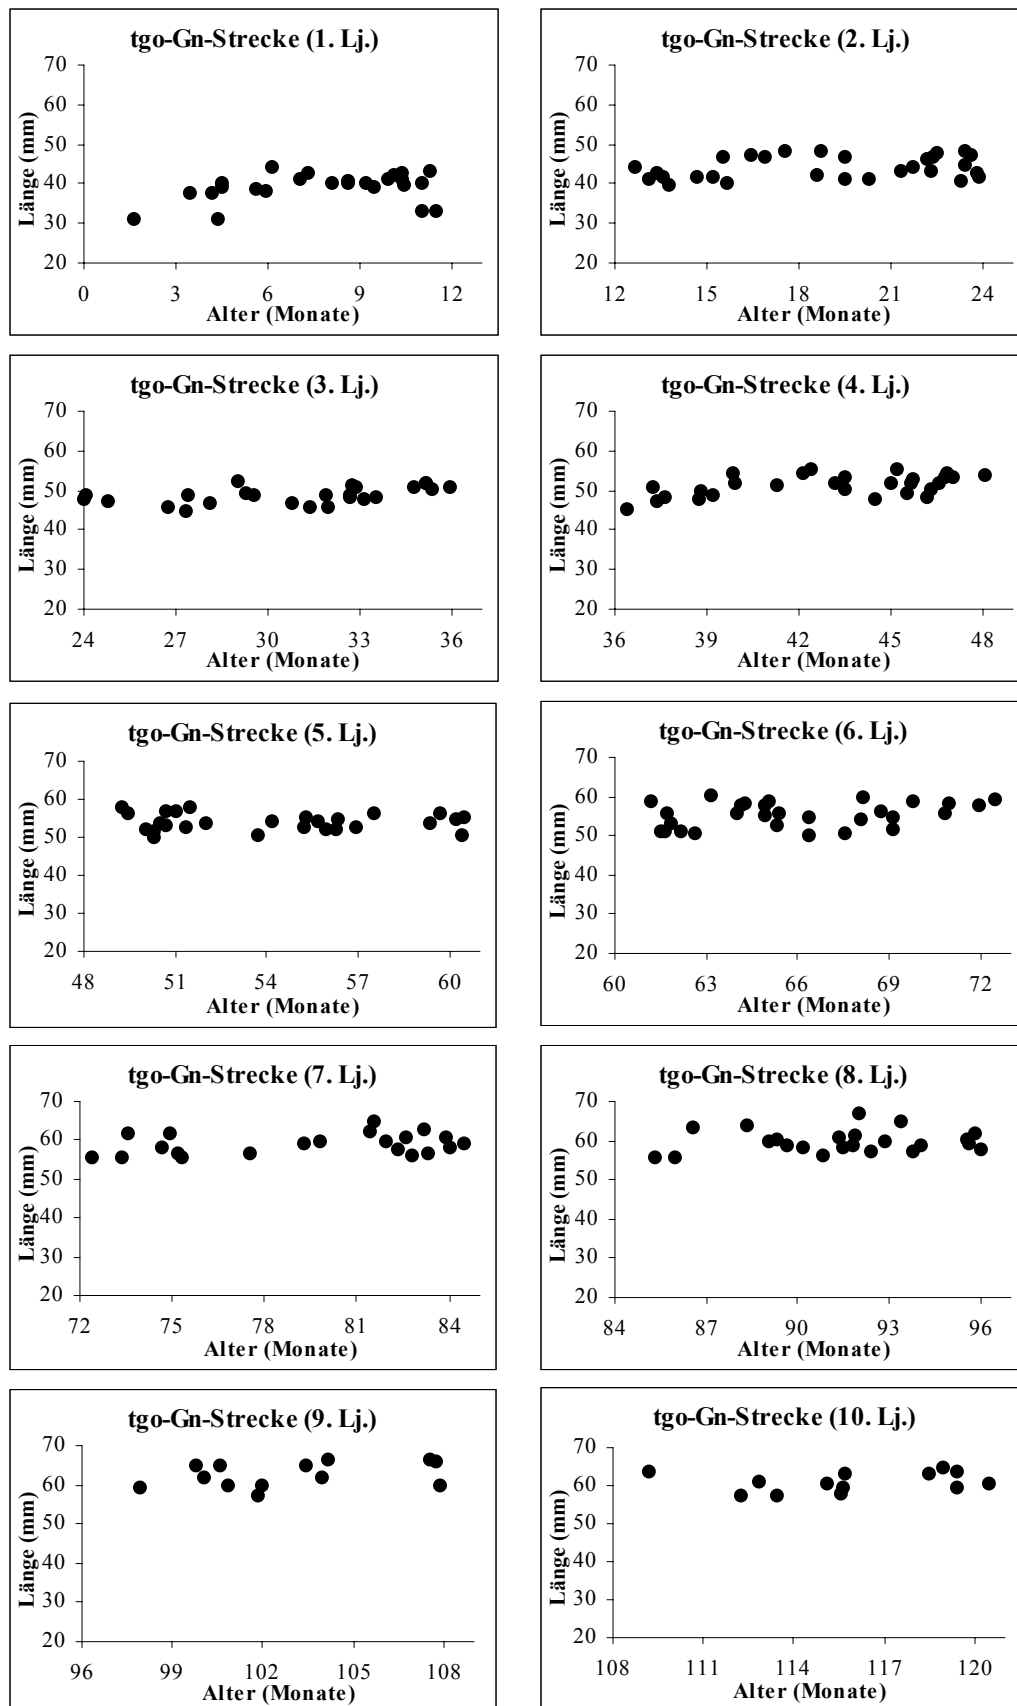 tgo-Gn-Strecke (1. Lj.)
70
60
50
40
30
20
Länge (mm)
0 3 6 9 12
Alter (Monate)
tgo-Gn-Strecke (2. Lj.)
70
60
50
40
30
20
Länge (mm)
12 15 18 21 24
Alter (Monate)
tgo-Gn-Strecke (3. Lj.)
70
60
50
40
30
20
Länge (mm)
24 27 30 33 36
Alter (Monate)
tgo-Gn-Strecke (4. Lj.)
70
60
50
40
30
20
Länge (mm)
36 39 42 45 48
Alter (Monate)
tgo-Gn-Strecke (5. Lj.)
70
60
50
40
30
20
Länge (mm)
48 51 54 57 60
Alter (Monate)
tgo-Gn-Strecke (6. Lj.)
70
60
50
40
30
20
Länge (mm)
60 63 66 69 72
Alter (Monate)
tgo-Gn-Strecke (7. Lj.)
70
60
50
40
30
20
Länge (mm)
72 75 78 81 84
Alter (Monate)
tgo-Gn-Strecke (8. Lj.)
70
60
50
40
30
20
Länge (mm)
84 87 90 93 96
Alter (Monate)
tgo-Gn-Strecke (9. Lj.)
70
60
50
40
30
20
Länge (mm)
96 99 102 105 108
Alter (Monate)
tgo-Gn-Strecke (10. Lj.)
70
60
50
40
30
20
Länge (mm)
108 111 114 117 120
Alter (Monate)